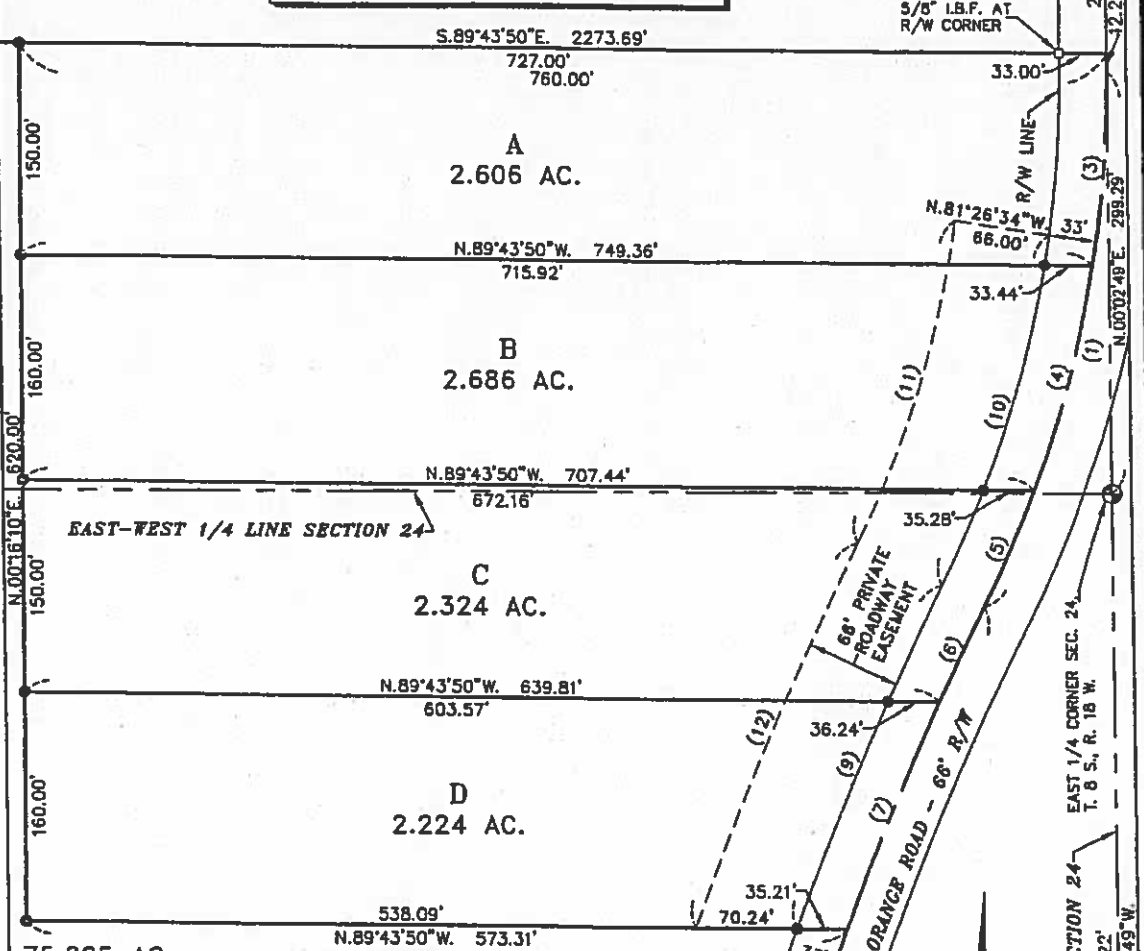 5/8" I.B.F. AT
R/W CORNER
S.89°43'50"E. 2273.69'
727.00'
760.00'
33.00'
R/W LINE
150.00'
A
2.606 AC.
(3)
N.81°26'34"W.
66.00'
33'
N.00°02'49"E. 299.29'
N.89°43'50"W. 749.36'
715.92'
33.44'
B
2.686 AC.
160.00'
(1)
(4)
(11)
(10)
N.00°16'10"E. 620.00'
N.89°43'50"W. 707.44'
672.16'
35.28'
EAST-WEST 1/4 LINE SECTION 24
(5)
150.00'
C
2.324 AC.
66' PRIVATE
ROADWAY
EASEMENT
(6)
EAST 1/4 CORNER SEC. 24
T. 8 S., R. 18 W.
N.89°43'50"W. 639.81'
603.57'
36.24'
(12)
(9)
160.00'
D
2.224 AC.
(7)
ORANGE ROAD - 66' R/W
35.21'
538.09'
70.24'
N.89°43'50"W. 573.31'